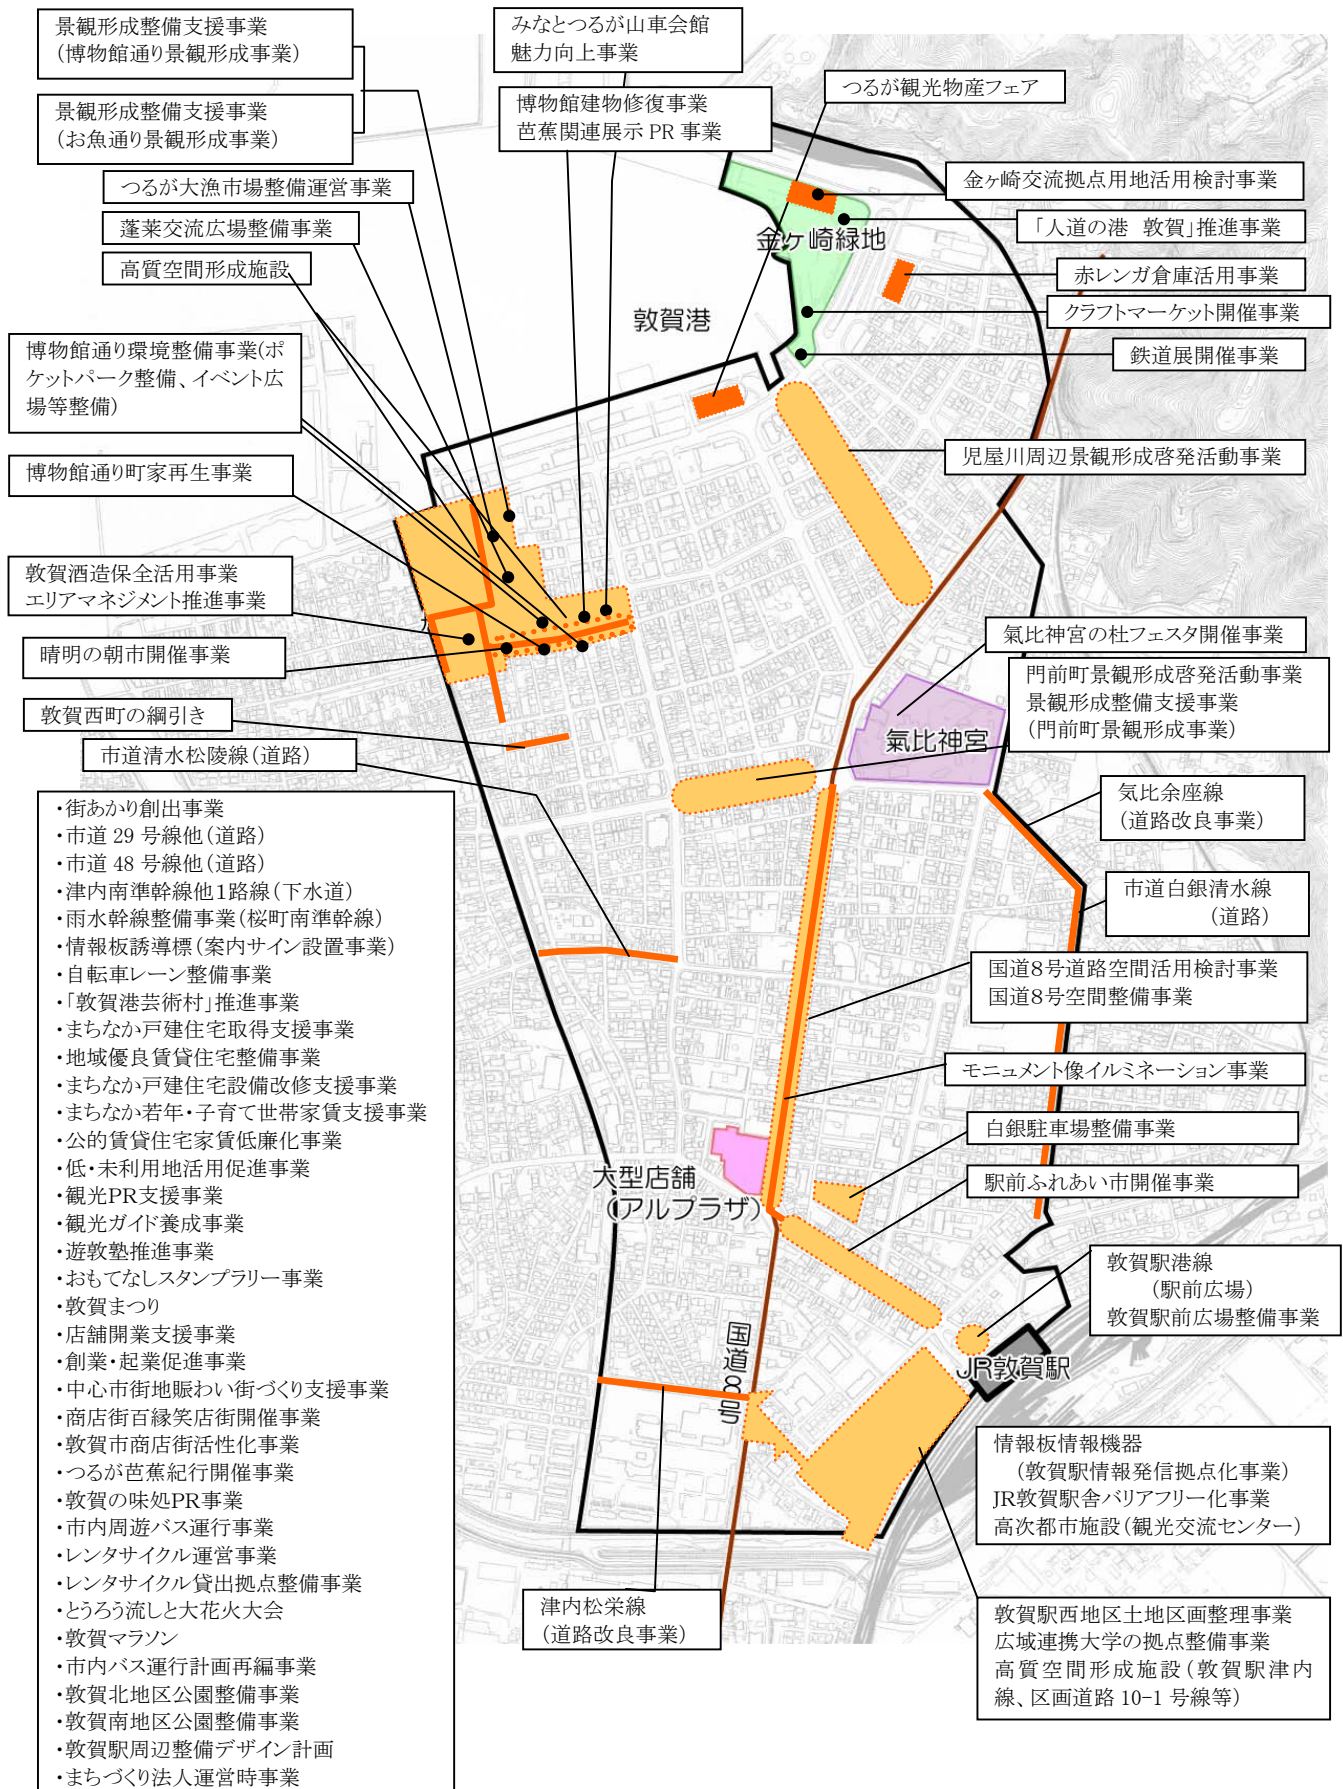 景観形成整備支援事業
(博物館通り景観形成事業)
景観形成整備支援事業
(お魚通り景観形成事業)
つるが大漁市場整備運営事業
蓬莱交流広場整備事業
高質空間形成施設
博物館通り環境整備事業(ポ
ケットパーク整備、イベント広
場等整備)
博物館通り町家再生事業
敦賀酒造保全活用事業
エリアマネジメント推進事業
晴明の朝市開催事業
敦賀西町の綱引き
市道清水松陵線(道路)
みなとつるが山車会館
魅力向上事業
博物館建物修復事業
芭蕉関連展示 PR 事業
つるが観光物産フェア
金ヶ崎交流拠点用地活用検討事業
「人道の港 敦賀」推進事業
赤レンガ倉庫活用事業
クラフトマーケット開催事業
鉄道展開催事業
金ヶ崎緑地
敦賀港
児屋川周辺景観形成啓発活動事業
氣比神宮の杜フェスタ開催事業
門前町景観形成啓発活動事業
景観形成整備支援事業
(門前町景観形成事業)
氣比神宮
気比余座線
(道路改良事業)
市道白銀清水線
(道路)
国道8号道路空間活用検討事業
国道8号空間整備事業
モニュメント像イルミネーション事業
白銀駐車場整備事業
駅前ふれあい市開催事業
大型店舗
(アルプラザ)
敦賀駅港線
(駅前広場)
敦賀駅前広場整備事業
国道8号
JR敦賀駅
情報板情報機器
(敦賀駅情報発信拠点化事業)
JR敦賀駅舎バリアフリー化事業
高次都市施設(観光交流センター)
津内松栄線
(道路改良事業)
敦賀駅西地区土地区画整理事業
広域連携大学の拠点整備事業
高質空間形成施設(敦賀駅津内
線、区画道路 10-1 号線等)
・街あかり創出事業
・市道 29 号線他(道路)
・市道 48 号線他(道路)
・津内南準幹線他1路線(下水道)
・雨水幹線整備事業(桜町南準幹線)
・情報板誘導標(案内サイン設置事業)
・自転車レーン整備事業
・「敦賀港芸術村」推進事業
・まちなか戸建住宅取得支援事業
・地域優良賃貸住宅整備事業
・まちなか戸建住宅設備改修支援事業
・まちなか若年・子育て世帯家賃支援事業
・公的賃貸住宅家賃低廉化事業
・低・未利用地活用促進事業
・観光PR支援事業
・観光ガイド養成事業
・遊敦塾推進事業
・おもてなしスタンプラリー事業
・敦賀まつり
・店舗開業支援事業
・創業・起業促進事業
・中心市街地賑わい街づくり支援事業
・商店街百縁笑店街開催事業
・敦賀市商店街活性化事業
・つるが芭蕉紀行開催事業
・敦賀の味処PR事業
・市内周遊バス運行事業
・レンタサイクル運営事業
・レンタサイクル貸出拠点整備事業
・とうろう流しと大花火大会
・敦賀マラソン
・市内バス運行計画再編事業
・敦賀北地区公園整備事業
・敦賀南地区公園整備事業
・敦賀駅周辺整備デザイン計画
・まちづくり法人運営時事業